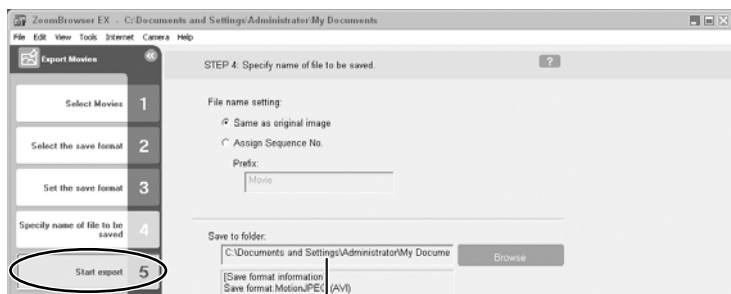 ZoomBrowser EX - C:\Documents and Settings\Administrator\My Documents
File Edit View Tools Internet Camera Help
Export Movies
STEP 4: Specify name of file to be saved.
?
Select Movies 1
Select the save format 2
Set the save format 3
Specify name of file to be
saved
4
Start export 5
File name setting:
Same as original image
Assign Sequence No.
Prefix:
Movie
Save to folder:
C:\Documents and Settings\Administrator\My Docume
Browse
[Save format information
Save format:MotionJPEG (AVI)